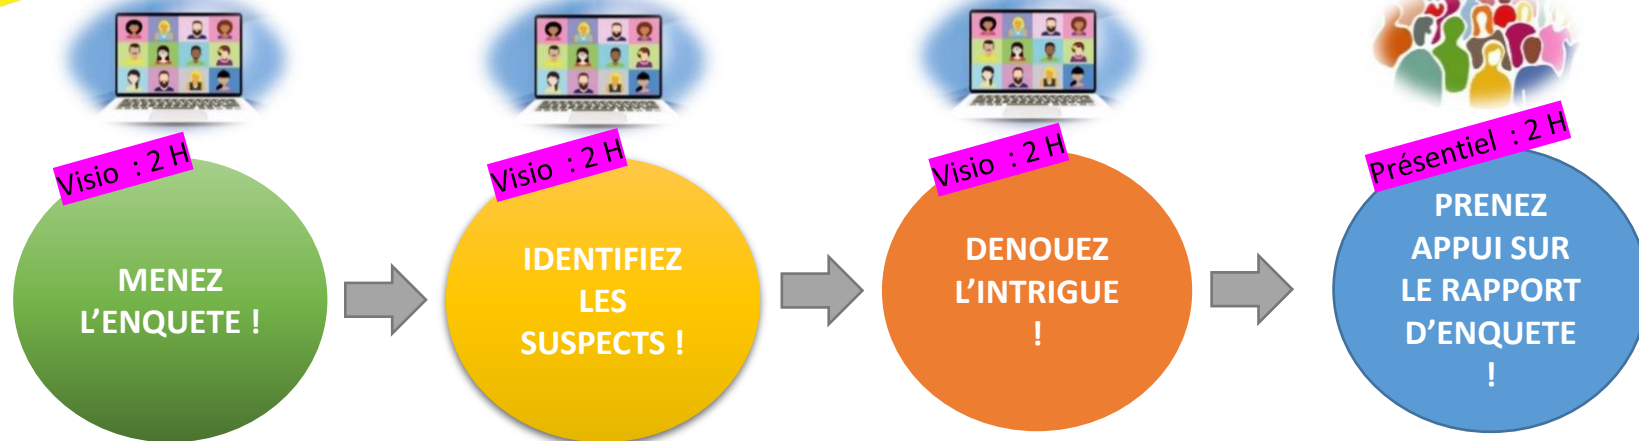 Visio : 2 H
MENEZ
L’ENQUETE !
Visio : 2 H
IDENTIFIEZ
LES
SUSPECTS !
Visio : 2 H
DENOUEZ
L’INTRIGUE
!
Présentiel : 2 H
PRENEZ
APPUI SUR
LE RAPPORT
D’ENQUETE
!